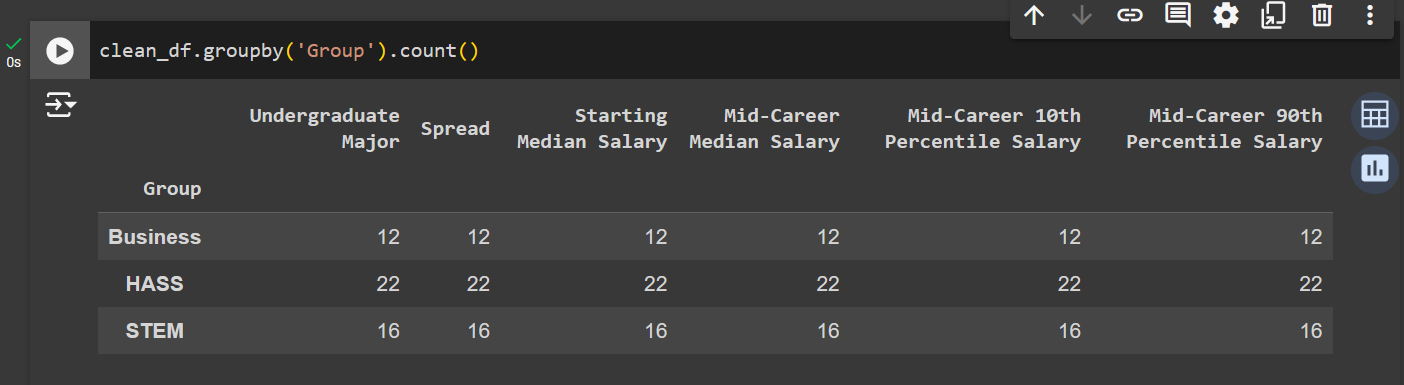 clean_df.groupby('Group').count()
0s
Undergraduate Major Spread Starting Median Salary Mid-Career Median Salary Mid-Career 10th Percentile Salary Mid-Career 90th Percentile Salary
Group
Business 12 12 12 12 12 12
HASS 22 22 22 22 22 22
STEM 16 16 16 16 16 16